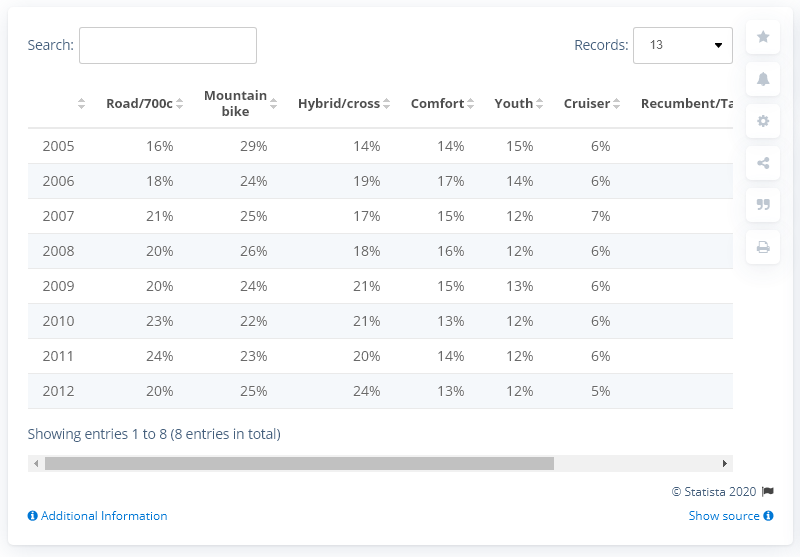 Search:
Records: 13
Road/700c Mountain bike Hybrid/cross Comfort Youth Cruiser Recumbent/Ta
2005 16% 29% 14% 14% 15% 6%
2006 18% 24% 19% 17% 14% 6%
2007 21% 25% 17% 15% 12% 7%
2008 20% 26% 18% 16% 12% 6%
2009 20% 24% 21% 15% 13% 6%
2010 23% 22% 21% 13% 12% 6%
2011 24% 23% 20% 14% 12% 6%
2012 20% 25% 24% 13% 12% 5%
Showing entries 1 to 8 (8 entries in total)
© Statista 2020
Additional Information
Show source